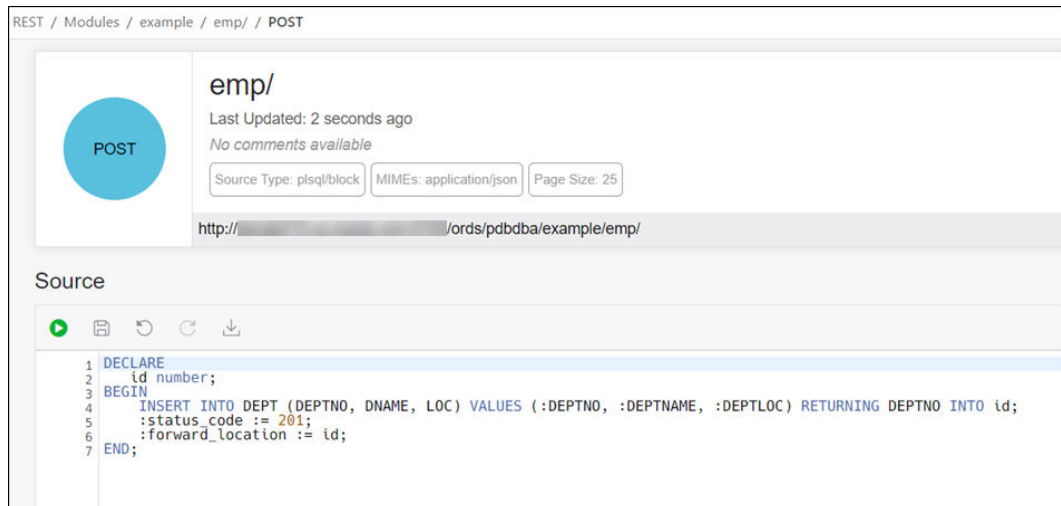 REST / Modules / example / emp/ / POST
POST
emp/
Last Updated: 2 seconds ago
No comments available
Source Type: plsql/block MIMEs: application/json Page Size: 25
http:// /ords/pdbdba/example/emp/
Source
1 DECLARE
2 id number;
3 BEGIN
4 INSERT INTO DEPT (DEPTNO, DNAME, LOC) VALUES (:DEPTNO, :DEPTNAME, :DEPTLOC) RETURNING DEPTNO INTO id;
5 :status_code := 201;
6 :forward_location := id;
7 END;